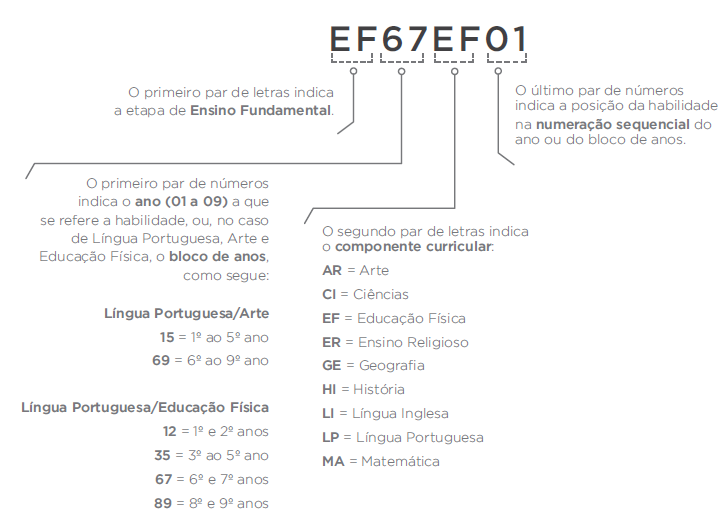 EF67EF01
O primeiro par de letras indica
a etapa de Ensino Fundamental.
O último par de números
indica a posição da habilidade
na numeração sequencial do
ano ou do bloco de anos.
O primeiro par de números
indica o ano (01 a 09) a que
se refere a habilidade, ou, no caso
de Língua Portuguesa, Arte e
Educação Física, o bloco de anos,
como segue:
Língua Portuguesa/Arte
15 = 1º ao 5º ano
69 = 6º ao 9º ano
Língua Portuguesa/Educação Física
12 = 1º e 2º anos
35 = 3º ao 5º ano
67 = 6º e 7º anos
89 = 8º e 9º anos
O segundo par de letras indica
o componente curricular:
AR = Arte
CI = Ciências
EF = Educação Física
ER = Ensino Religioso
GE = Geografia
HI = História
LI = Língua Inglesa
LP = Língua Portuguesa
MA = Matemática